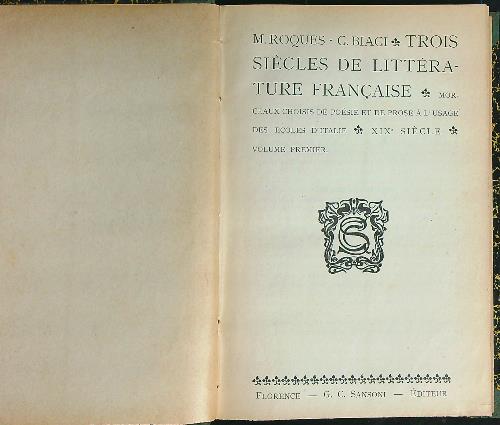 M. ROQUES - G. BIAGI ✤ TROIS
SIÈCLES DE LITTÉRA-
TURE FRANÇAISE ✤ MOR-
CEAUX CHOISIS DE POÉSIE ET DE PROSE À L'USAGE
DES ÉCOLES D'ITALIE ✤ XIXᵉ SIÈCLE ✤
VOLUME PREMIER.
FLORENCE — G. C. SANSONI — ÉDITEUR